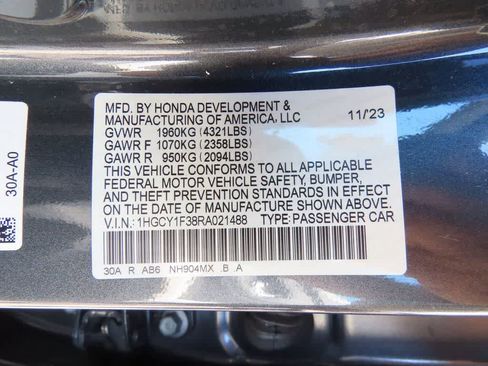 MFD. BY HONDA DEVELOPMENT &
MANUFACTURING OF AMERICA, LLC 11/23
GVWR 1960KG (4321LBS)
GAWR F 1070KG (2358LBS)
GAWR R 950KG (2094LBS)
THIS VEHICLE CONFORMS TO ALL APPLICABLE
FEDERAL MOTOR VEHICLE SAFETY, BUMPER,
AND THEFT PREVENTION STANDARDS IN EFFECT
ON THE DATE OF MANUFACTURE SHOWN ABOVE.
V.I.N.: 1HGCY1F38RA021488 TYPE: PASSENGER CAR
30A R AB6 NH904MX .B .A
30A-A0